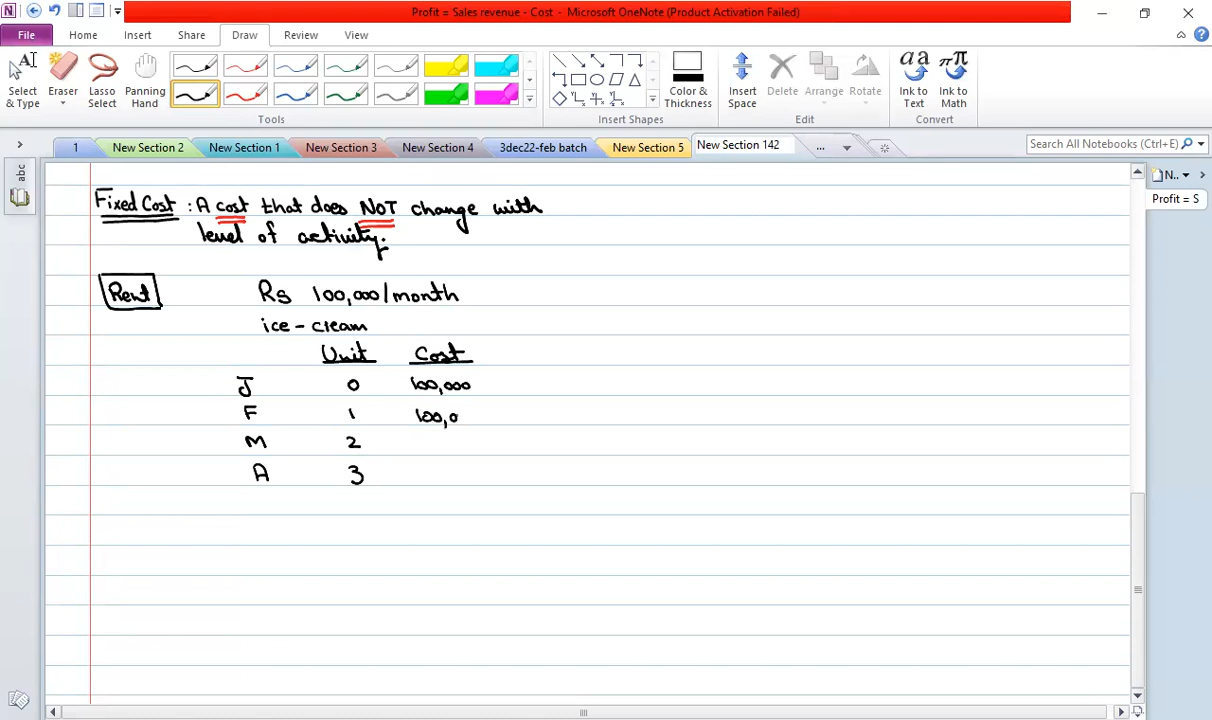 Profit = Sales revenue - Cost - Microsoft OneNote (Product Activation Failed)
File Home Insert Share Draw Review View
Select & Type
Eraser
Lasso Select
Panning Hand
Color & Thickness
Insert Space
Delete
Arrange
Rotate
Ink to Text
Ink to Math
Tools
Insert Shapes
Edit
Convert
1 New Section 2 New Section 1 New Section 3 New Section 4 3dec22-feb batch New Section 5 New Section 142 ... Search All Notebooks (Ctrl+E)
abc
N...
Profit = S
Fixed Cost : A cost that does NOT change with
level of activity.
Rent Rs 100,000/month
ice-cream
Unit Cost
J 0 100,000
F 1 100,0
M 2
A 3